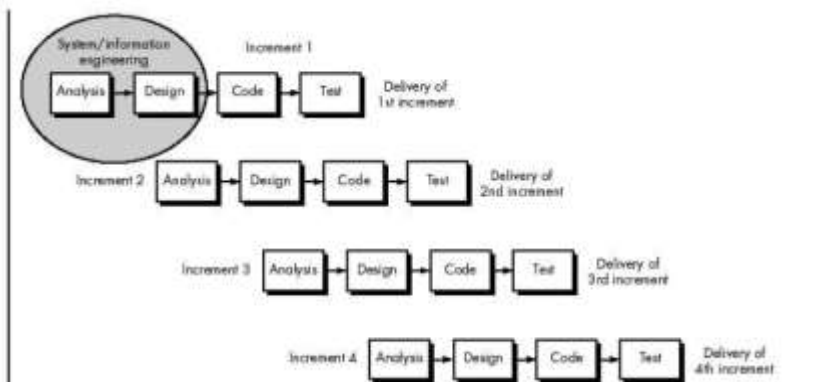 System/information
engineering
Increment 1
Analysis
Design
Code
Test
Delivery of
1st increment
Increment 2
Analysis
Design
Code
Test
Delivery of
2nd increment
Increment 3
Analysis
Design
Code
Test
Delivery of
3rd increment
Increment 4
Analysis
Design
Code
Test
Delivery of
4th increment